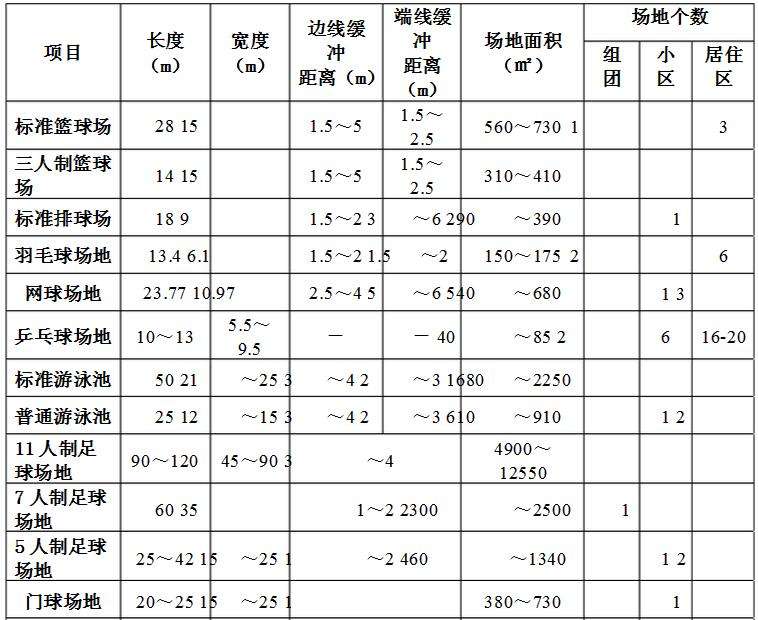 项目 长度（m） 宽度（m） 边线缓冲距离（m） 端线缓冲距离（m） 场地面积（㎡） 场地个数
组团 小区 居住区
标准篮球场 28 15 1.5～5 1.5～2.5 560～730 1 3
三人制篮球场 14 15 1.5～5 1.5～2.5 310～410
标准排球场 18 9 1.5～2 3 ～6 290 ～390 1
羽毛球场地 13.4 6.1 1.5～2 1.5 ～2 150～175 2 6
网球场地 23.77 10.97 2.5～4 5 ～6 540 ～680 1 3
乒乓球场地 10～13 5.5～9.5 － － 40 ～85 2 6 16-20
标准游泳池 50 21 ～25 3 ～4 2 ～3 1680 ～2250
普通游泳池 25 12 ～15 3 ～4 2 ～3 610 ～910 1 2
11人制足球场地 90～120 45～90 3 ～4 4900～12550
7人制足球场地 60 35 1～2 2300 ～2500 1
5人制足球场地 25～42 15 ～25 1 ～2 460 ～1340 1 2
门球场地 20～25 15 ～25 1 380～730 1